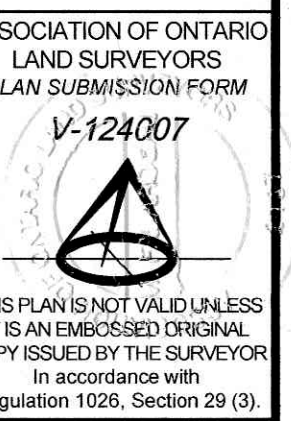 SOCIATION OF ONTARIO
LAND SURVEYORS
LAN SUBMISSION FORM
V-124007
IS PLAN IS NOT VALID UNLESS
IS AN EMBOSSED ORIGINAL
PY ISSUED BY THE SURVEYOR
In accordance with
gulation 1026, Section 29 (3).